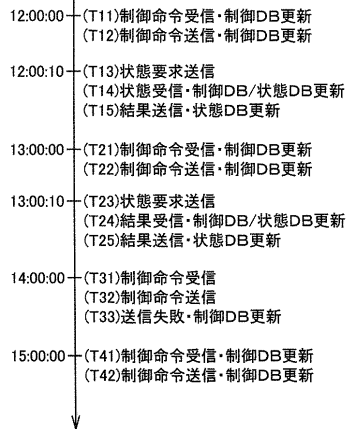 12:00:00 (T11)制御命令受信・制御DB更新
(T12)制御命令送信・制御DB更新
12:00:10 (T13)状態要求送信
(T14)状態受信・制御DB/状態DB更新
(T15)結果送信・状態DB更新
13:00:00 (T21)制御命令受信・制御DB更新
(T22)制御命令送信・制御DB更新
13:00:10 (T23)状態要求送信
(T24)結果受信・制御DB/状態DB更新
(T25)結果送信・状態DB更新
14:00:00 (T31)制御命令受信
(T32)制御命令送信
(T33)送信失敗・制御DB更新
15:00:00 (T41)制御命令受信・制御DB更新
(T42)制御命令送信・制御DB更新